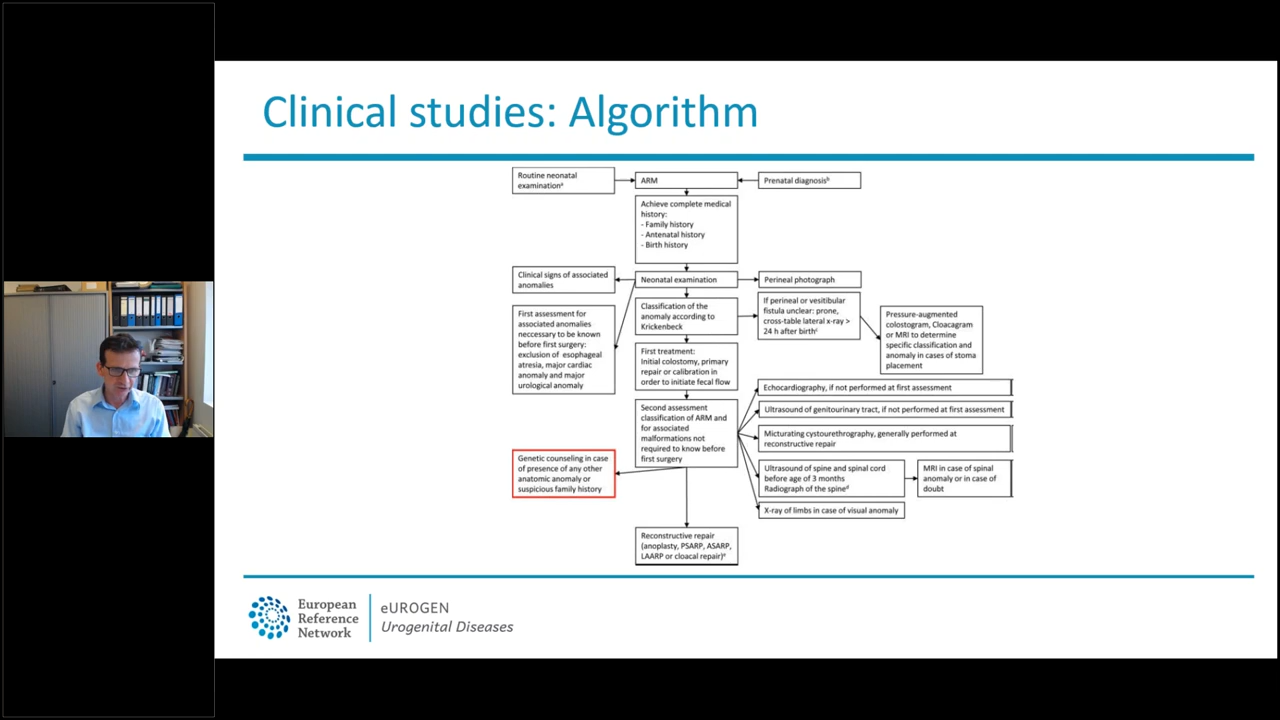 Clinical studies: Algorithm
Routine neonatal
examinationᵃ
ARM
Prenatal diagnosisᵇ
Achieve complete medical
history:
- Family history
- Antenatal history
- Birth history
Clinical signs of associated
anomalies
Neonatal examination
Perineal photograph
First assessment for
associated anomalies
neccessary to be known
before first surgery:
exclusion of esophageal
atresia, major cardiac
anomaly and major
urological anomaly
Classification of the
anomaly according to
Krickenbeck
If perineal or vesitibular
fistula unclear: prone,
cross-table lateral x-ray >
24 h after birthᶜ
Pressure-augmented
colostogram, Cloacagram
or MRI to determine
specific classification and
anomaly in cases of stoma
placement
First treatment:
Initial colostomy, primary
repair or calibration in
order to initiate fecal flow
Second assessment
classification of ARM and
for associated
malformations not
required to know before
first surgery
Echocardiography, if not performed at first assessment
Ultrasound of genitourinary tract, if not performed at first assessment
Micturating cystourethrography, generally performed at
reconstructive repair
Ultrasound of spine and spinal cord
before age of 3 months
Radiograph of the spineᵈ
MRI in case of spinal
anomaly or in case of
doubt
X-ray of limbs in case of visual anomaly
Genetic counseling in case
of presence of any other
anatomic anomaly or
suspicious family history
Reconstructive repair
(anoplasty, PSARP, ASARP,
LAARP or cloacal repair)ᵉ
European
Reference
Network
eUROGEN
Urogenital Diseases